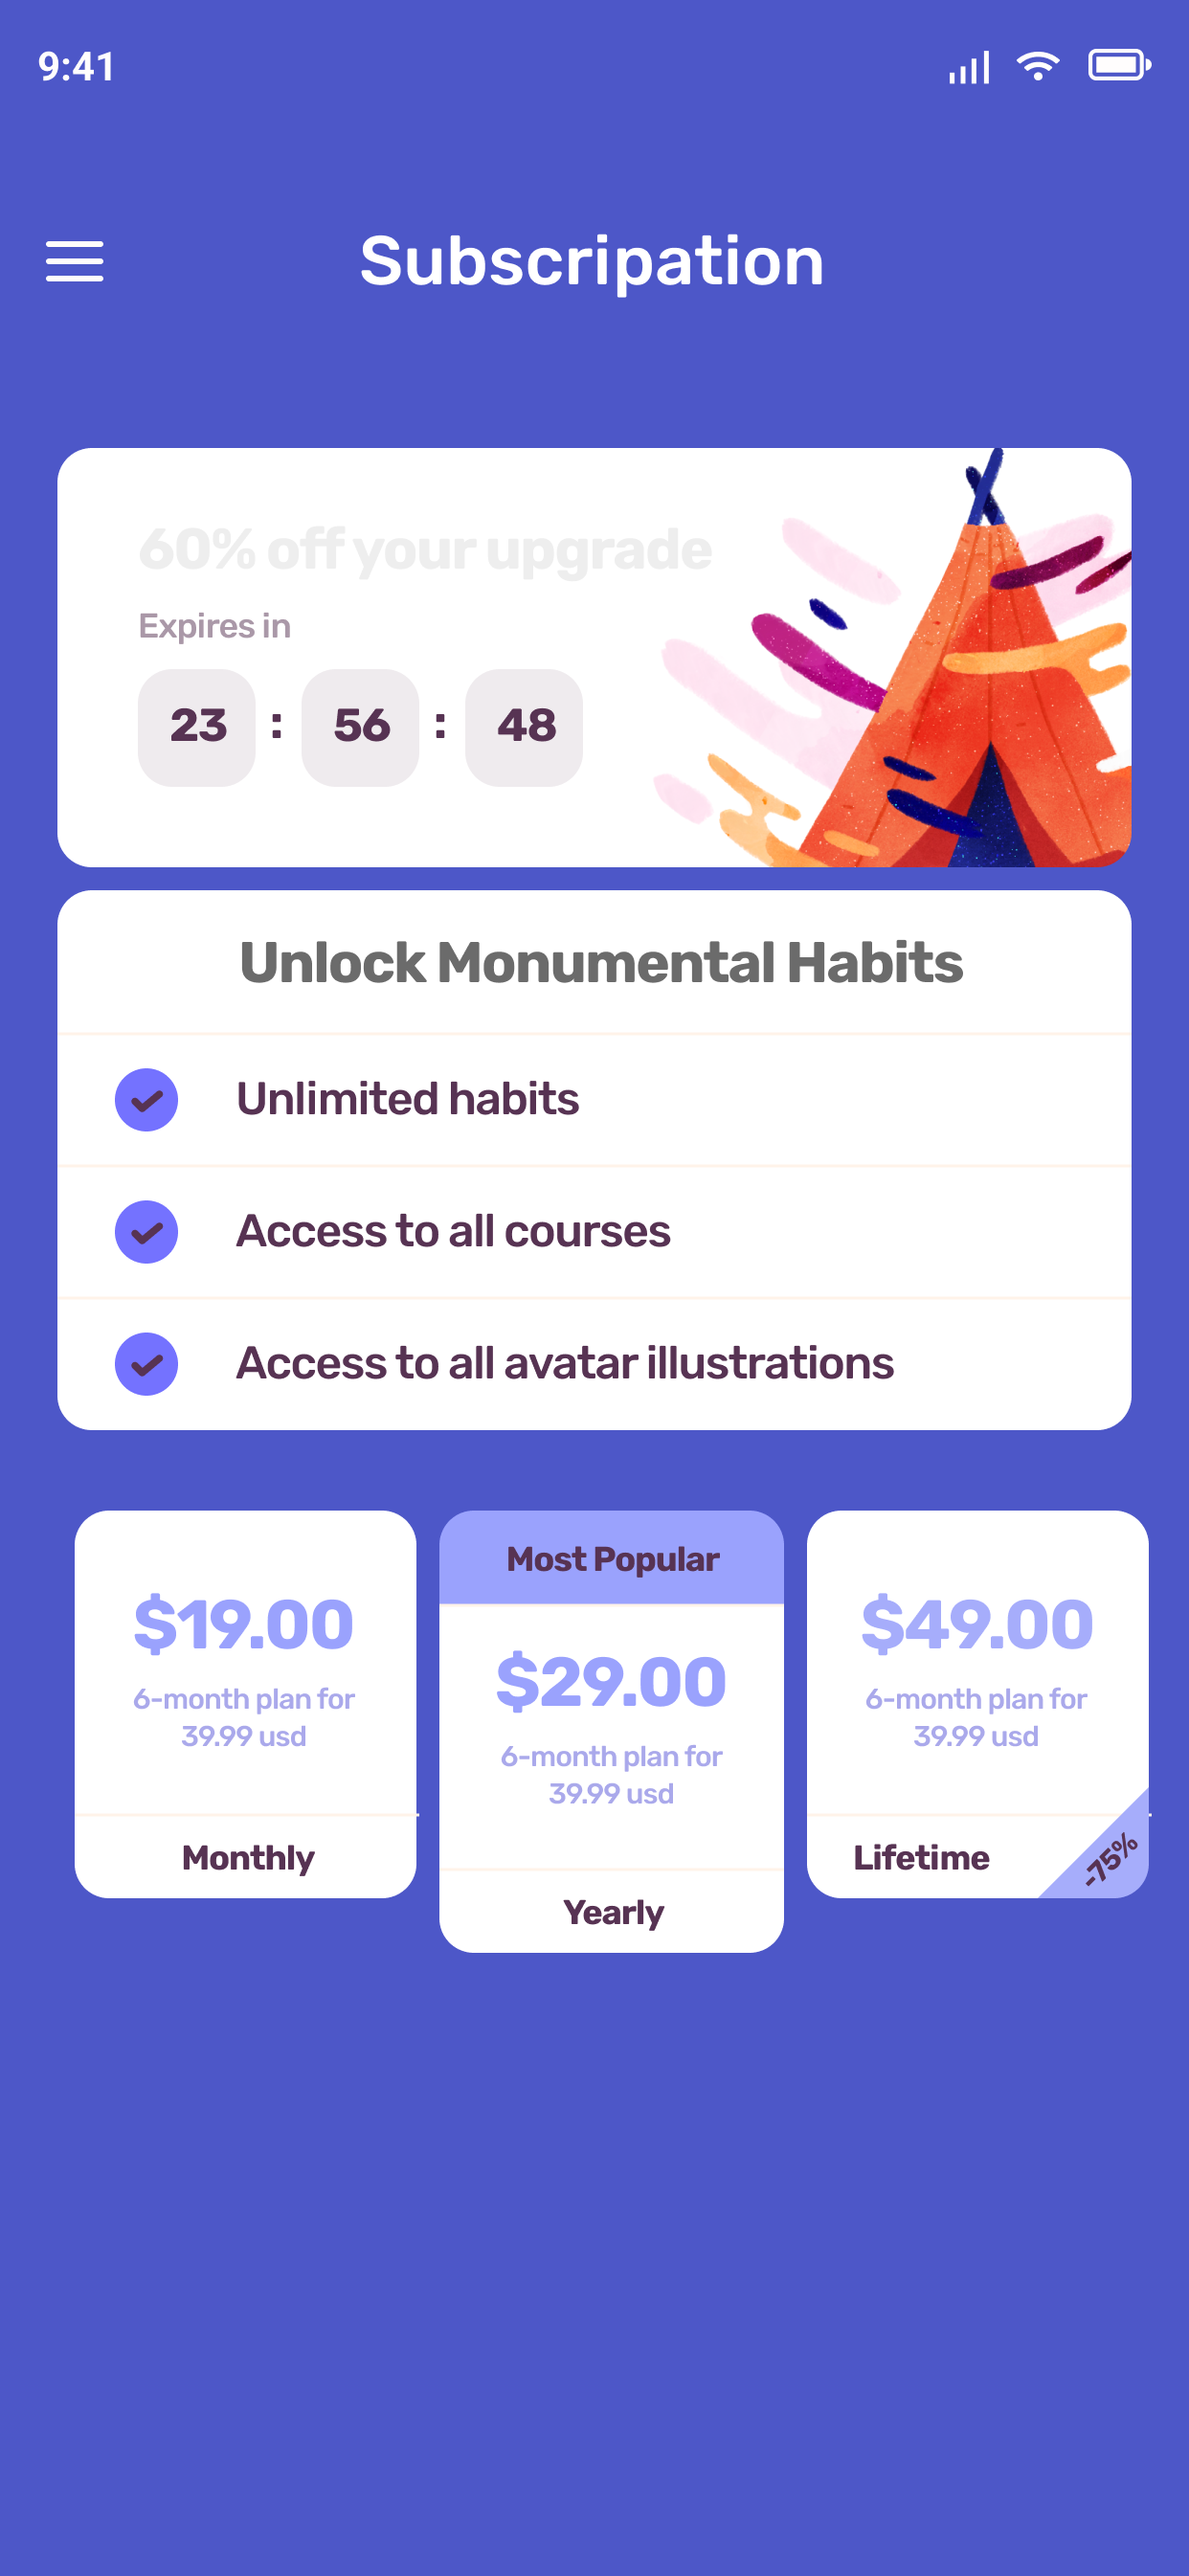 9:41
Subscripation
60% off your upgrade
Expires in
23 : 56 : 48
Unlock Monumental Habits
Unlimited habits
Access to all courses
Access to all avatar illustrations
$19.00
6-month plan for
39.99 usd
Monthly
Most Popular
$29.00
6-month plan for
39.99 usd
Yearly
$49.00
6-month plan for
39.99 usd
Lifetime
-75%